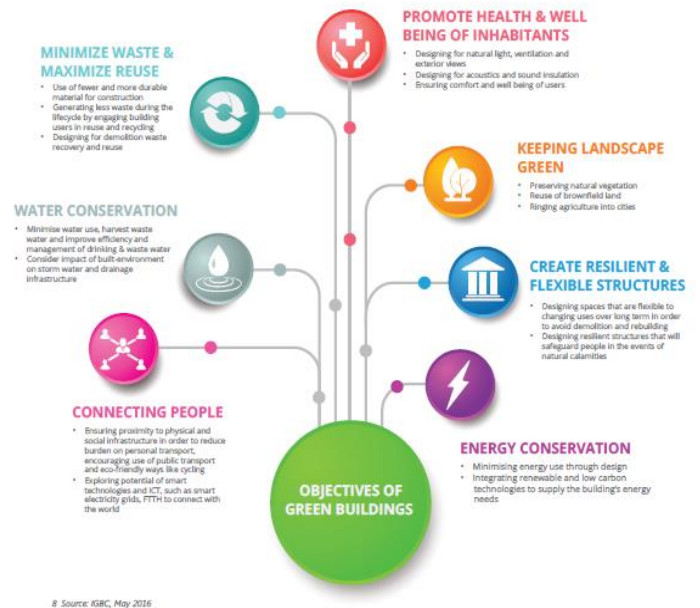 PROMOTE HEALTH & WELL
BEING OF INHABITANTS
• Designing for natural light, ventilation and
exterior views
• Designing for acoustics and sound insulation
• Ensuring comfort and well being of users
MINIMIZE WASTE &
MAXIMIZE REUSE
• Use of fewer and more durable
material for construction
• Generating less waste during the
lifecycle by engaging building
users in reuse and recycling
• Designing for demolition waste
recovery and reuse
KEEPING LANDSCAPE
GREEN
• Preserving natural vegetation
• Reuse of brownfield land
• Ringing agriculture into cities
WATER CONSERVATION
• Minimise water use, harvest waste
water and improve efficiency and
management of drinking & waste water
• Consider impact of built-environment
on storm water and drainage
infrastructure
CREATE RESILIENT &
FLEXIBLE STRUCTURES
• Designing spaces that are flexible to
changing uses over long term in order
to avoid demolition and rebuilding
• Designing resilient structures that will
safeguard people in the events of
natural calamities
CONNECTING PEOPLE
• Ensuring proximity to physical and
social infrastructure in order to reduce
burden on personal transport,
encouraging use of public transport
and eco-friendly ways like cycling
• Exploring potential of smart
technologies and ICT, such as smart
electricity grids, FTTH to connect with
the world
ENERGY CONSERVATION
• Minimising energy use through design
• Integrating renewable and low carbon
technologies to supply the building's energy
needs
OBJECTIVES OF
GREEN BUILDINGS
8 Source: IGBC, May 2016